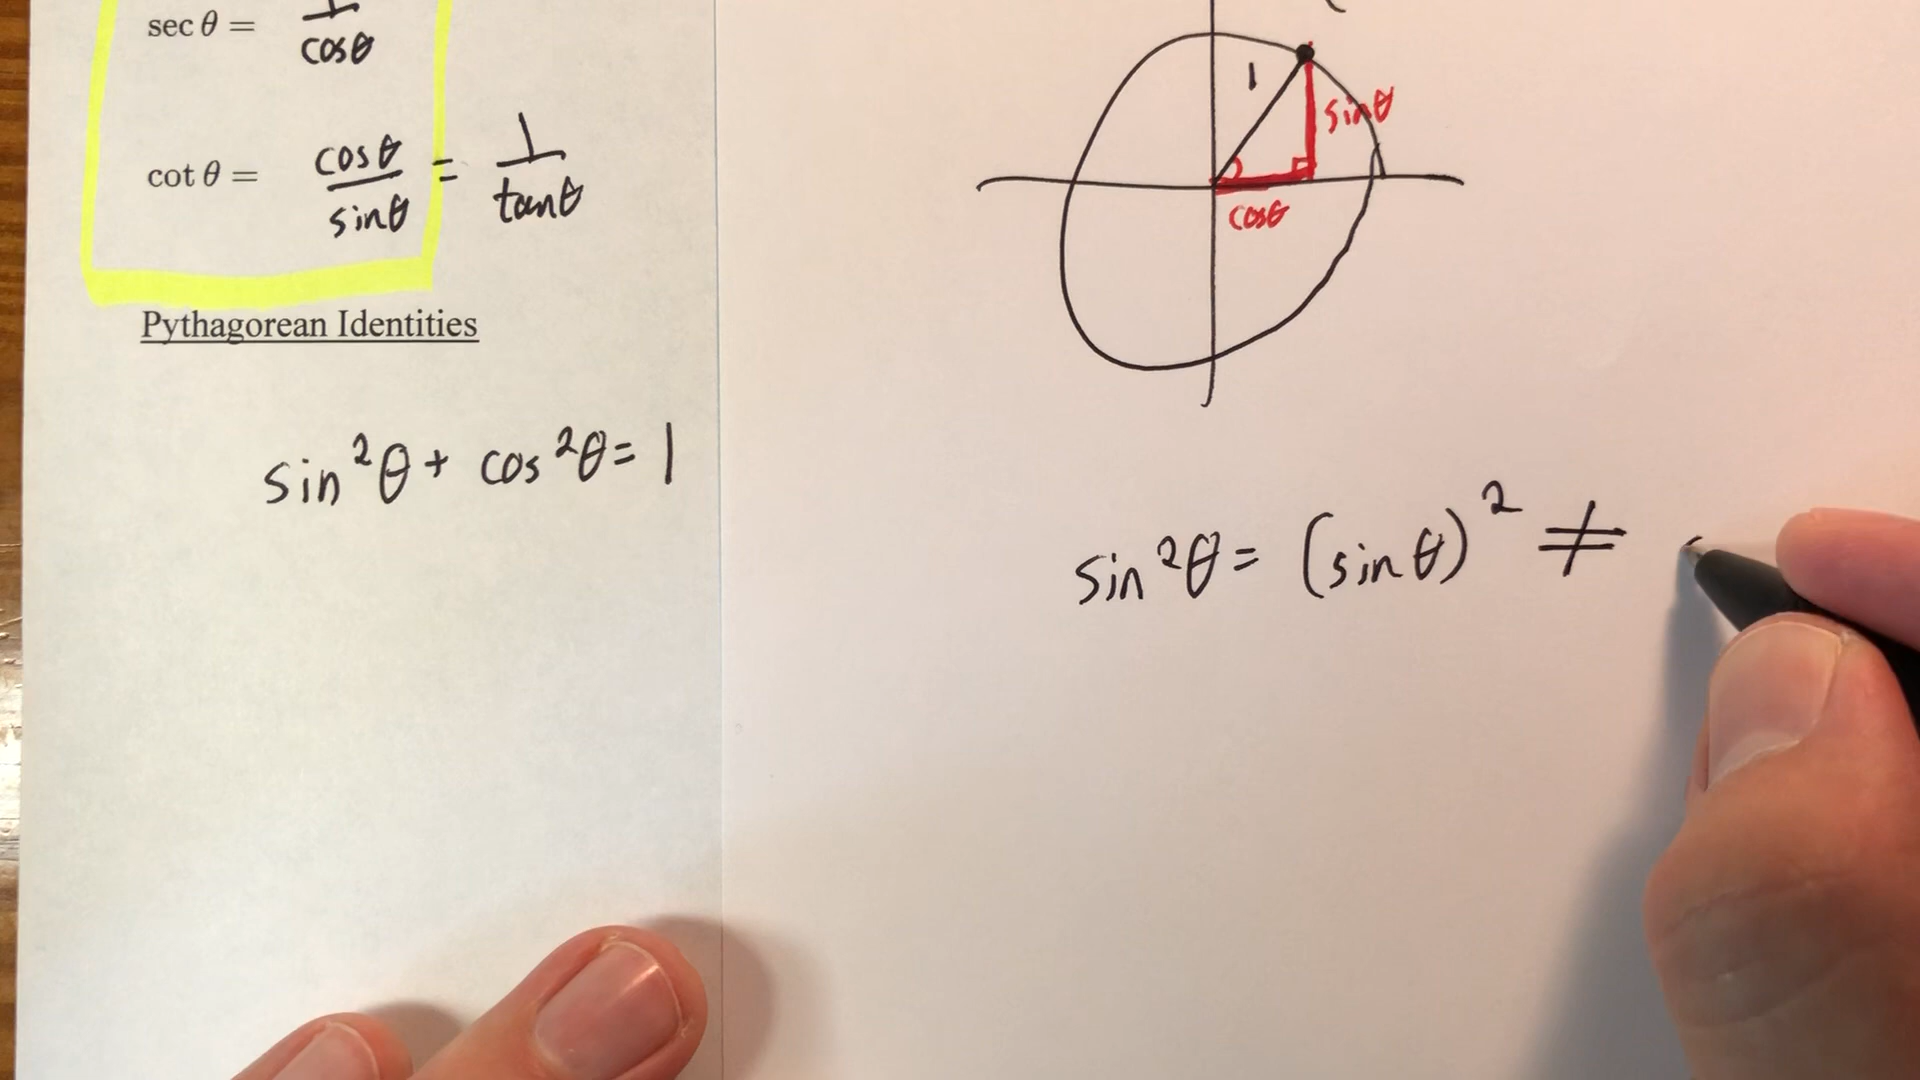 sec θ = 1/cosθ
cot θ = cosθ/sinθ = 1/tanθ
Pythagorean Identities
sin²θ + cos²θ = 1
1
sinθ
cosθ
sin²θ = (sin θ)² ≠